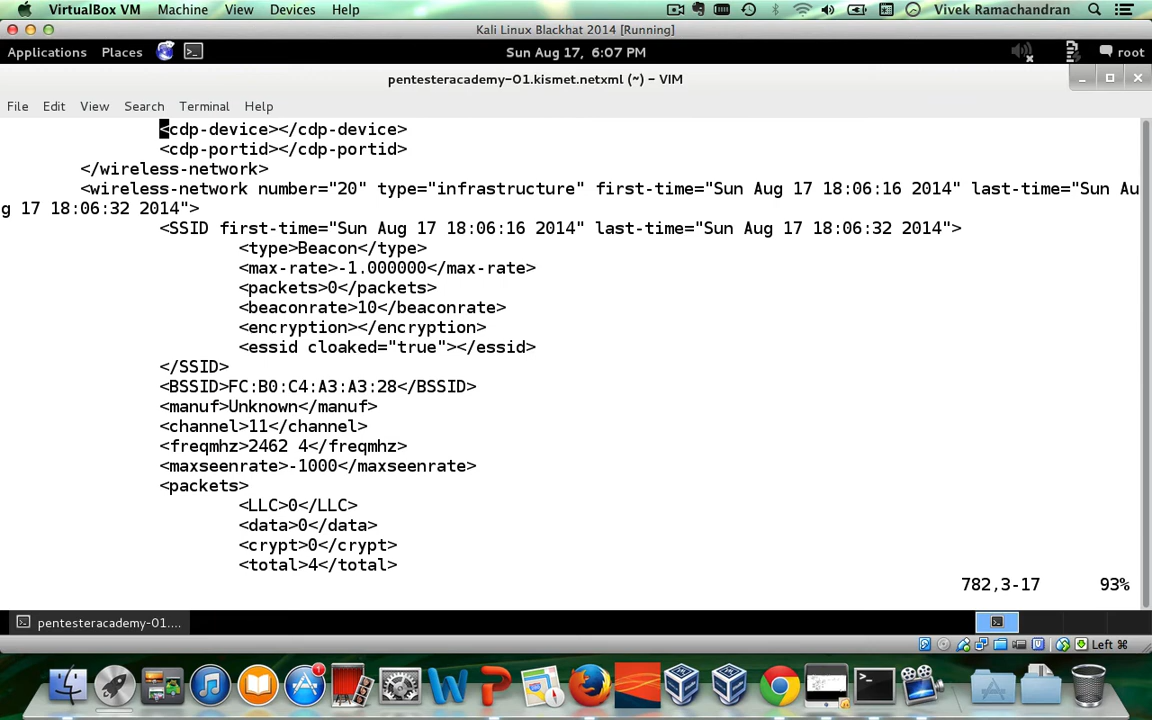 VirtualBox VM Machine View Devices Help Vivek Ramachandran
Kali Linux Blackhat 2014 [Running]
Applications Places Sun Aug 17, 6:07 PM root
pentesteracademy-01.kismet.netxml (~) - VIM
File Edit View Search Terminal Help
<cdp-device></cdp-device>
<cdp-portid></cdp-portid>
</wireless-network>
<wireless-network number="20" type="infrastructure" first-time="Sun Aug 17 18:06:16 2014" last-time="Sun Au
g 17 18:06:32 2014">
<SSID first-time="Sun Aug 17 18:06:16 2014" last-time="Sun Aug 17 18:06:32 2014">
<type>Beacon</type>
<max-rate>-1.000000</max-rate>
<packets>0</packets>
<beaconrate>10</beaconrate>
<encryption></encryption>
<essid cloaked="true"></essid>
</SSID>
<BSSID>FC:B0:C4:A3:A3:28</BSSID>
<manuf>Unknown</manuf>
<channel>11</channel>
<freqmhz>2462 4</freqmhz>
<maxseenrate>-1000</maxseenrate>
<packets>
<LLC>0</LLC>
<data>0</data>
<crypt>0</crypt>
<total>4</total>
782,3-17 93%
pentesteracademy-01....
Left ⌘
1